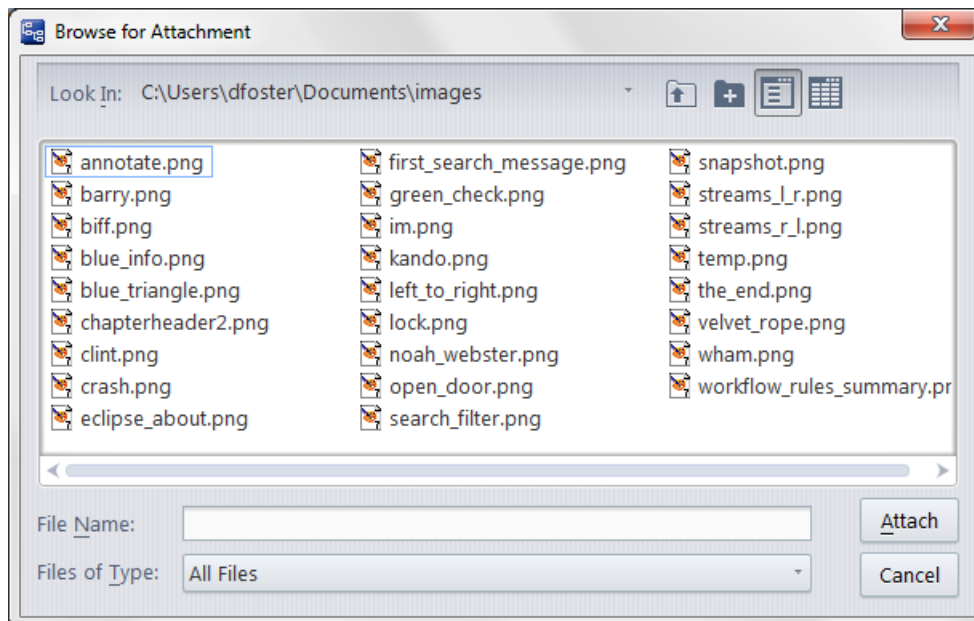 Browse for Attachment
Look In: C:\Users\dfoster\Documents\images
annotate.png
barry.png
biff.png
blue_info.png
blue_triangle.png
chapterheader2.png
clint.png
crash.png
eclipse_about.png
first_search_message.png
green_check.png
im.png
kando.png
left_to_right.png
lock.png
noah_webster.png
open_door.png
search_filter.png
snapshot.png
streams_l_r.png
streams_r_l.png
temp.png
the_end.png
velvet_rope.png
wham.png
workflow_rules_summary.pr
File Name:
Attach
Files of Type: All Files
Cancel